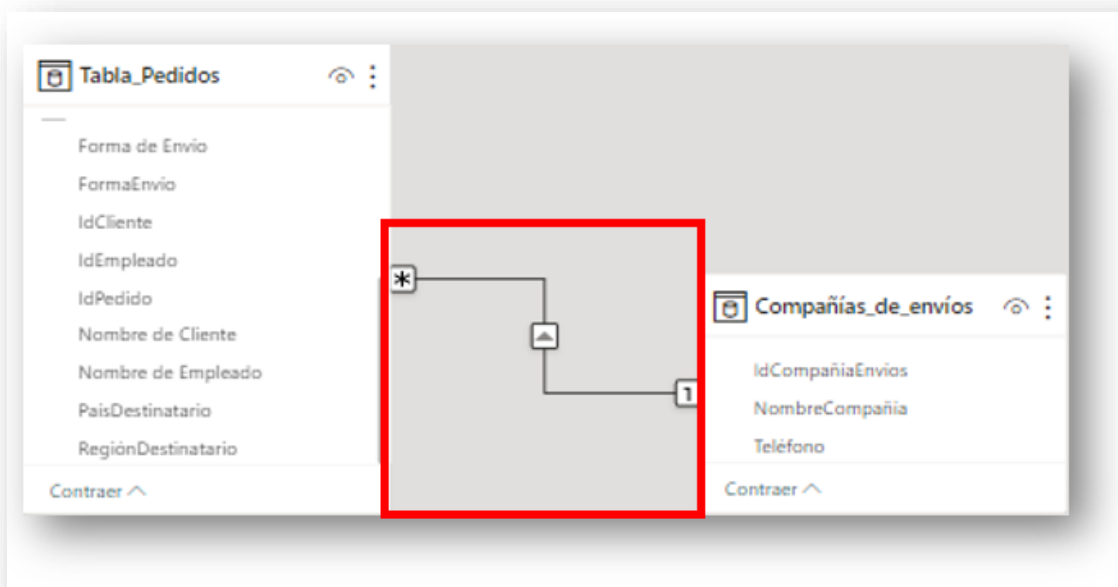 Tabla_Pedidos
Forma de Envio
FormaEnvio
IdCliente
IdEmpleado
IdPedido
Nombre de Cliente
Nombre de Empleado
PaisDestinatario
RegiónDestinatario
Contraer
*
1
Compañías_de_envíos
IdCompañiaEnvios
NombreCompañia
Teléfono
Contraer